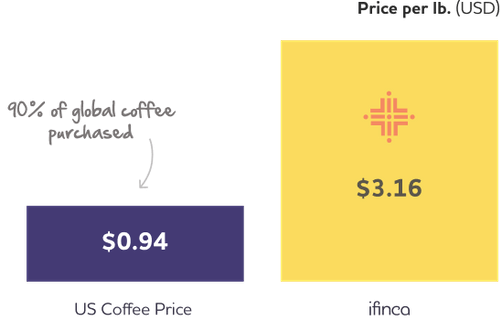 Price per lb. (USD)
90% of global coffee
purchased
$3.16
$0.94
US Coffee Price
ifinca